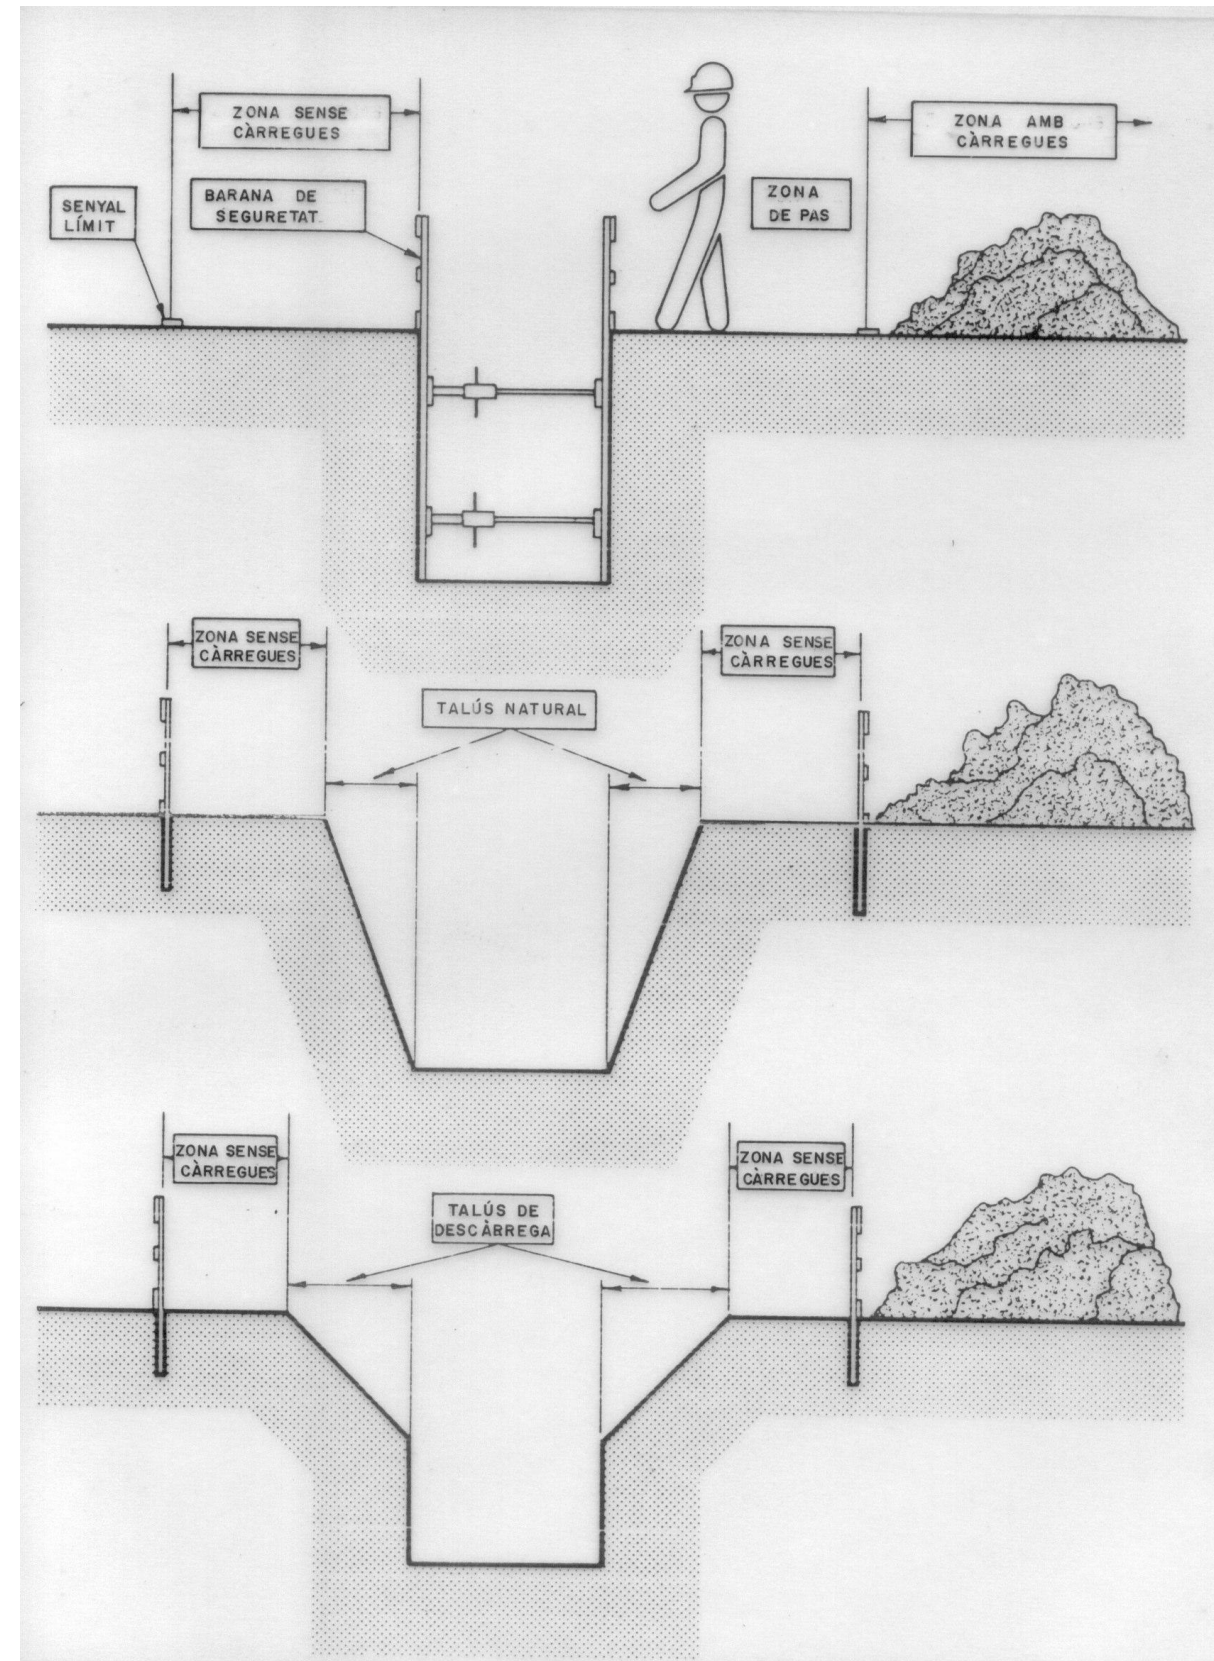 ZONA SENSE
CÀRREGUES
ZONA AMB
CÀRREGUES
SENYAL
LÍMIT
BARANA DE
SEGURETAT
ZONA
DE PAS
ZONA SENSE
CÀRREGUES
ZONA SENSE
CÀRREGUES
TALÚS NATURAL
ZONA SENSE
CÀRREGUES
ZONA SENSE
CÀRREGUES
TALÚS DE
DESCÀRREGA